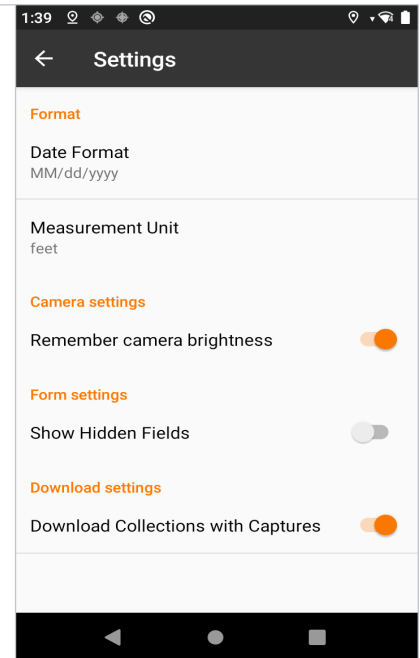 1:39
Settings
Format
Date Format
MM/dd/yyyy
Measurement Unit
feet
Camera settings
Remember camera brightness
Form settings
Show Hidden Fields
Download settings
Download Collections with Captures